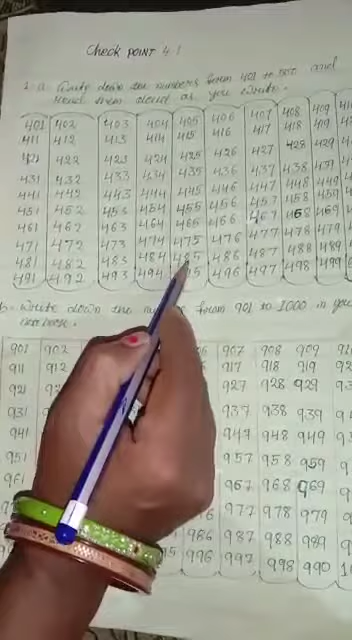 Check POINT 4.1
1. a. Write down the numbers from 401 to 500 and
Read them aloud as you write.
401 402 403 404 405 406 407 408 409
411 412 413 414 415 416 417 418 419
421 422 423 424 425 426 427 428 429
431 432 433 434 435 436 437 438 439
441 442 443 444 445 446 447 448 449
451 452 453 454 455 456 457 458 459
461 462 463 464 465 466 467 468 469
471 472 473 474 475 476 477 478 479
481 482 483 484 485 486 487 488 489
491 492 493 494 495 496 497 498 499
b. Write down the from 901 to 1000 in
901 902 907 908 909
911 912 917 918 919
921 927 928 929
931 937 938 939
941 947 948 949
951 957 958 959
961 967 968 969
977 978 979
986 987 988 989
996 997 998 990